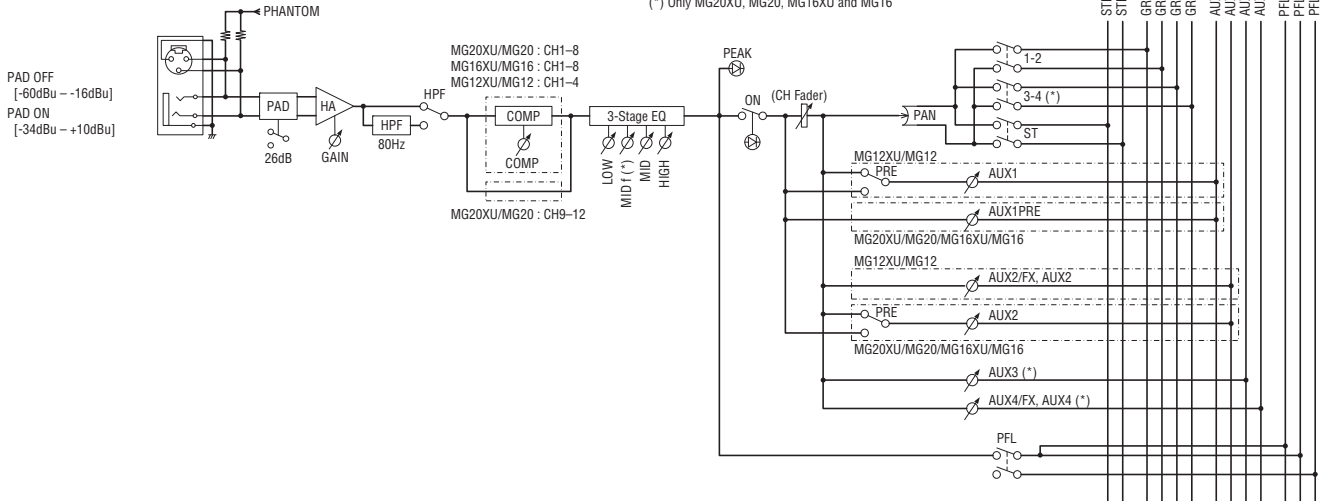 (*) Only MG20XU, MG20, MG16XU and MG16
PHANTOM
PAD OFF
[-60dBu – -16dBu]
PAD ON
[-34dBu – +10dBu]
PAD
26dB
HA
GAIN
HPF
HPF
80Hz
MG20XU/MG20 : CH1–8
MG16XU/MG16 : CH1–8
MG12XU/MG12 : CH1–4
COMP
COMP
MG20XU/MG20 : CH9–12
3-Stage EQ
LOW
MID f (*)
MID
HIGH
PEAK
ON
(CH Fader)
PAN
1-2
3-4 (*)
ST
MG12XU/MG12
PRE
AUX1
AUX1PRE
MG20XU/MG20/MG16XU/MG16
MG12XU/MG12
AUX2/FX, AUX2
PRE
AUX2
MG20XU/MG20/MG16XU/MG16
AUX3 (*)
AUX4/FX, AUX4 (*)
PFL
PFL
PFL